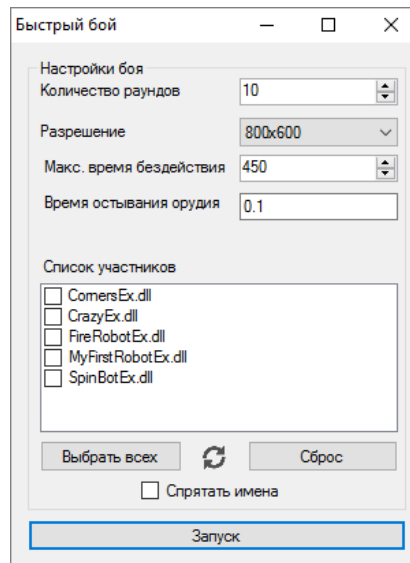 Быстрый бой
Настройки боя
Количество раундов 10
Разрешение 800x600
Макс. время бездействия 450
Время остывания орудия 0.1
Список участников
CornersEx.dll
CrazyEx.dll
FireRobotEx.dll
MyFirstRobotEx.dll
SpinBotEx.dll
Выбрать всех Сброс
Спрятать имена
Запуск